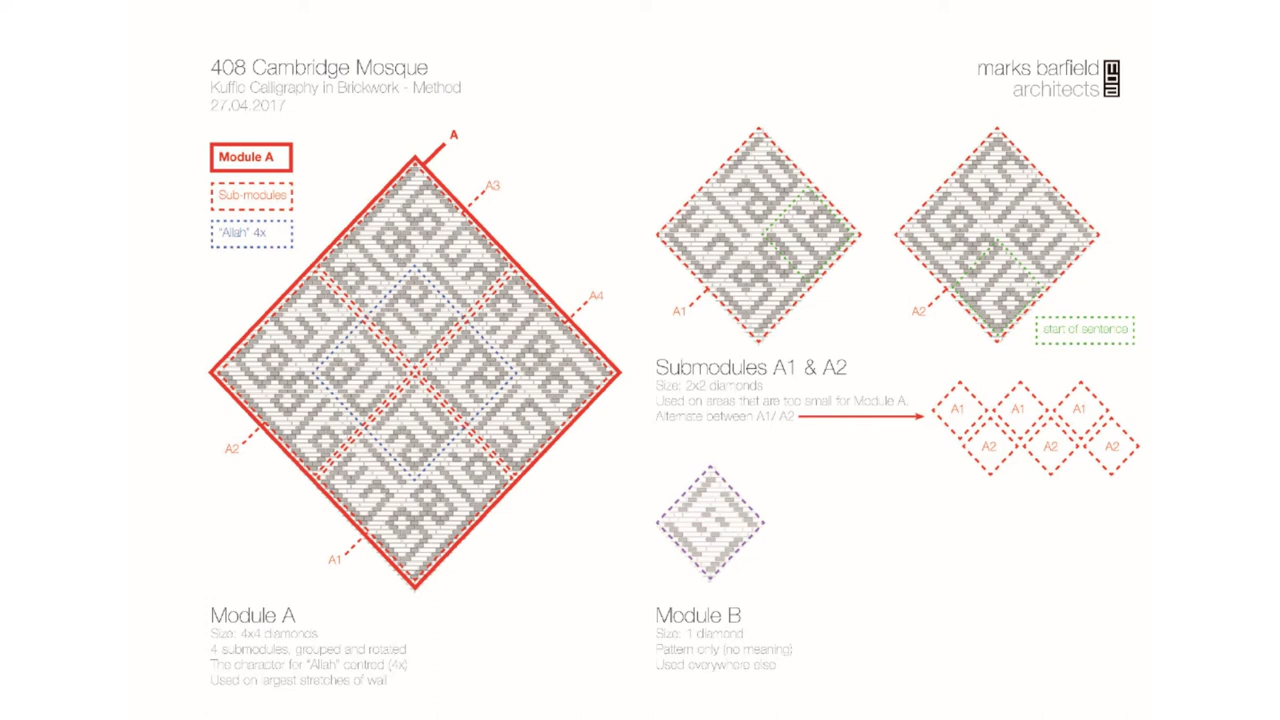 408 Cambridge Mosque
Kuffic Calligraphy in Brickwork - Method
27.04.2017
marks barfield
architects
Module A
Sub-modules
"Allah" 4x
A
A3
A4
A2
A1
A1
A2
start of sentence
Submodules A1 & A2
Size: 2x2 diamonds
Used on areas that are too small for Module A.
Alternate between A1/ A2
A1 A1 A1
A2 A2 A2
Module A
Size: 4x4 diamonds
4 submodules, grouped and rotated
The character for "Allah" centred (4x)
Used on largest stretches of wall
Module B
Size: 1 diamond
Pattern only (no meaning)
Used everywhere else